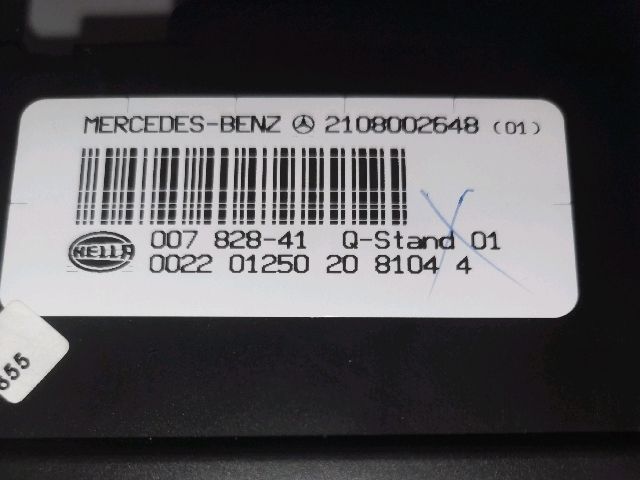 MERCEDES-BENZ 2108002648 (01)
HELLA 007 828-41 Q-Stand 01
0022 01250 20 8104 4
855